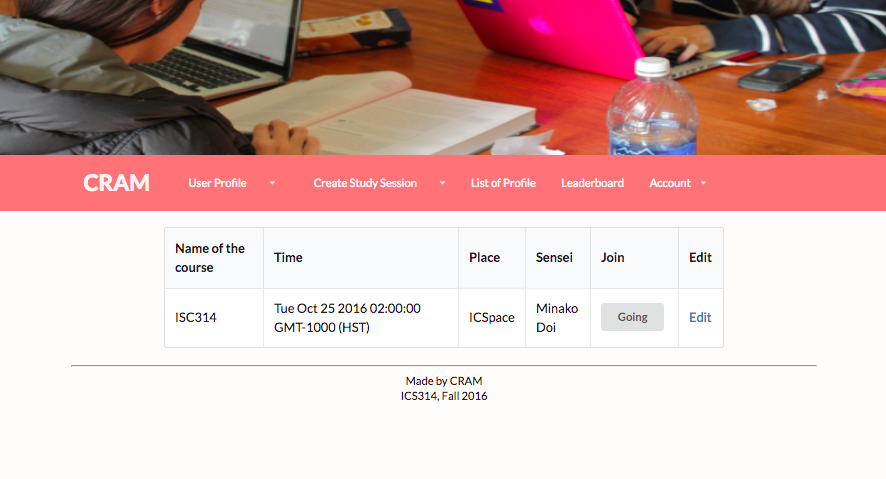 CRAM
User Profile
Create Study Session
List of Profile
Leaderboard
Account
Name of the
course
Time
Place
Sensei
Join
Edit
ISC314
Tue Oct 25 2016 02:00:00
GMT-1000 (HST)
ICSpace
Minako
Doi
Going
Edit
Made by CRAM
ICS314, Fall 2016